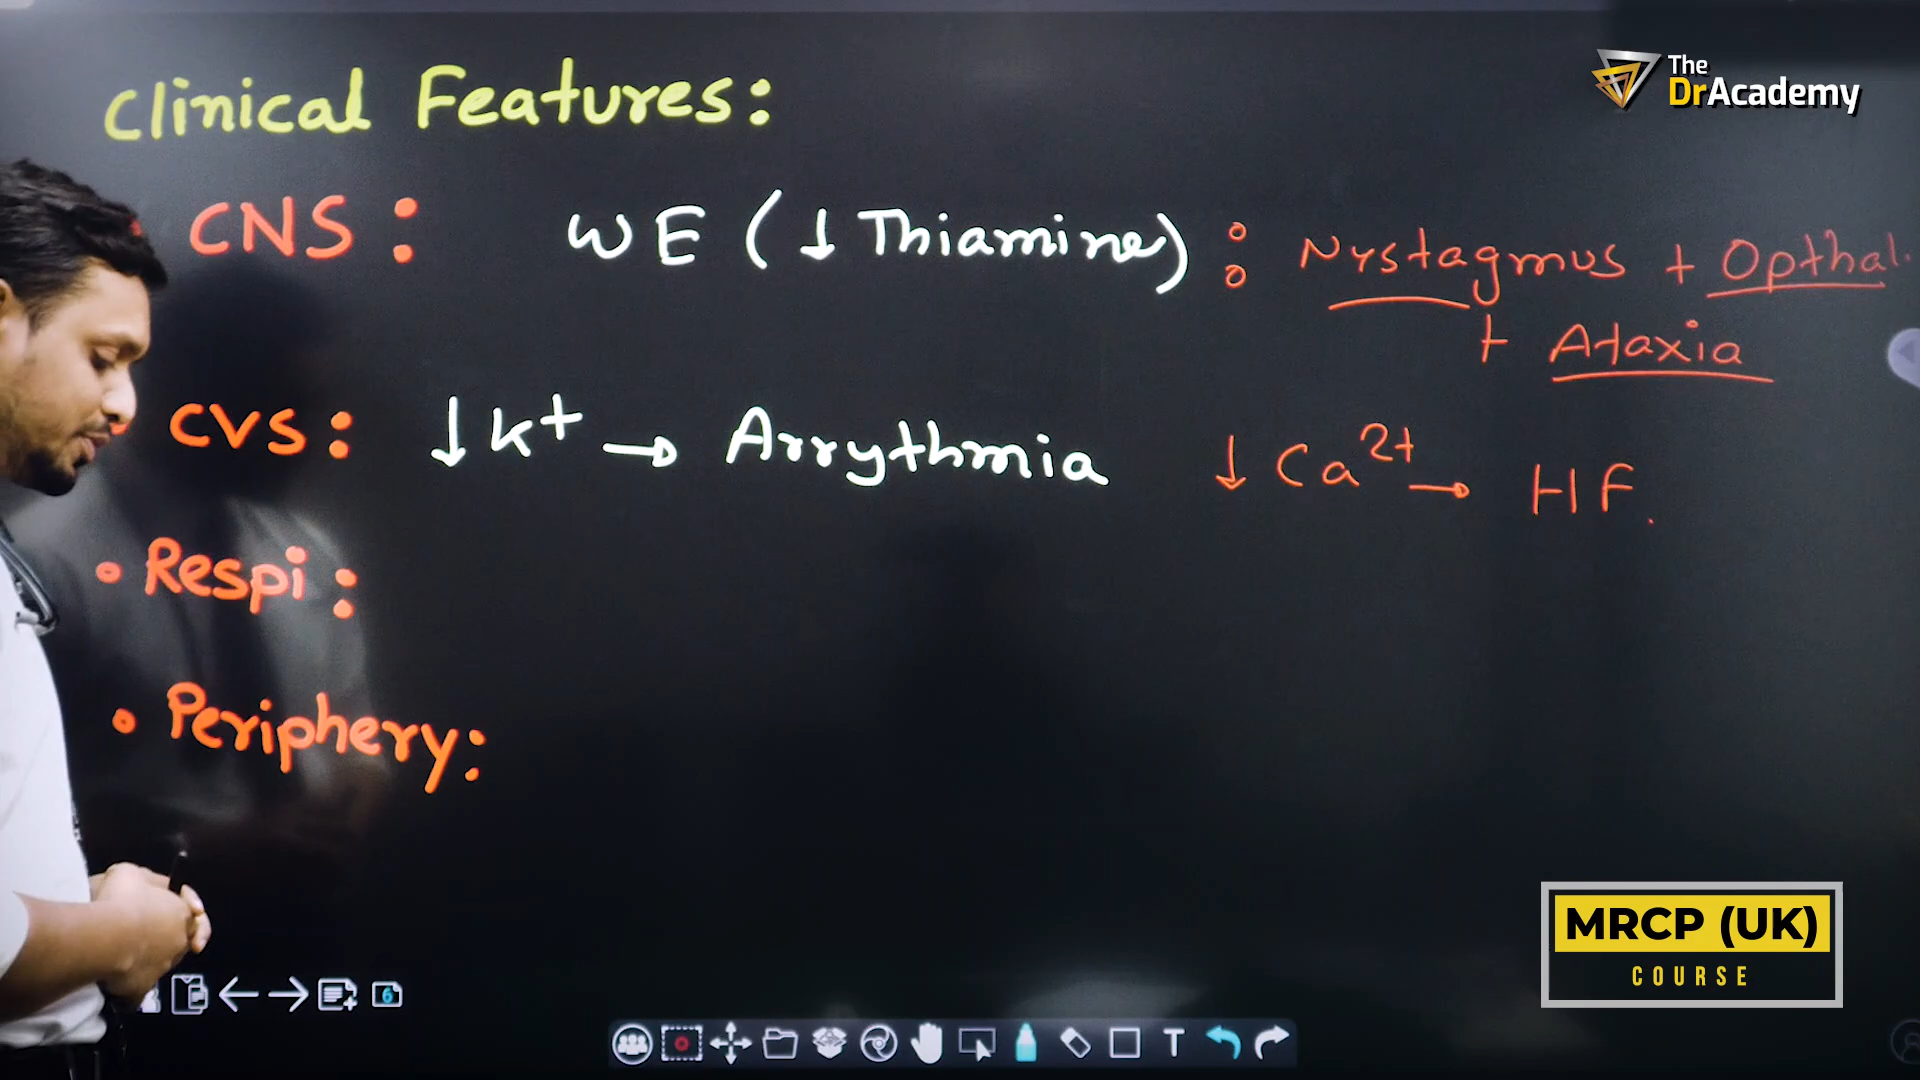 Clinical Features:
The
DrAcademy
CNS: WE (↓ Thiamine) : Nystagmus + Opthal.
+ Ataxia
CVS: ↓ K+ → Arrythmia ↓ Ca2+ → HF.
• Respi:
• Periphery:
MRCP (UK)
COURSE
6
T